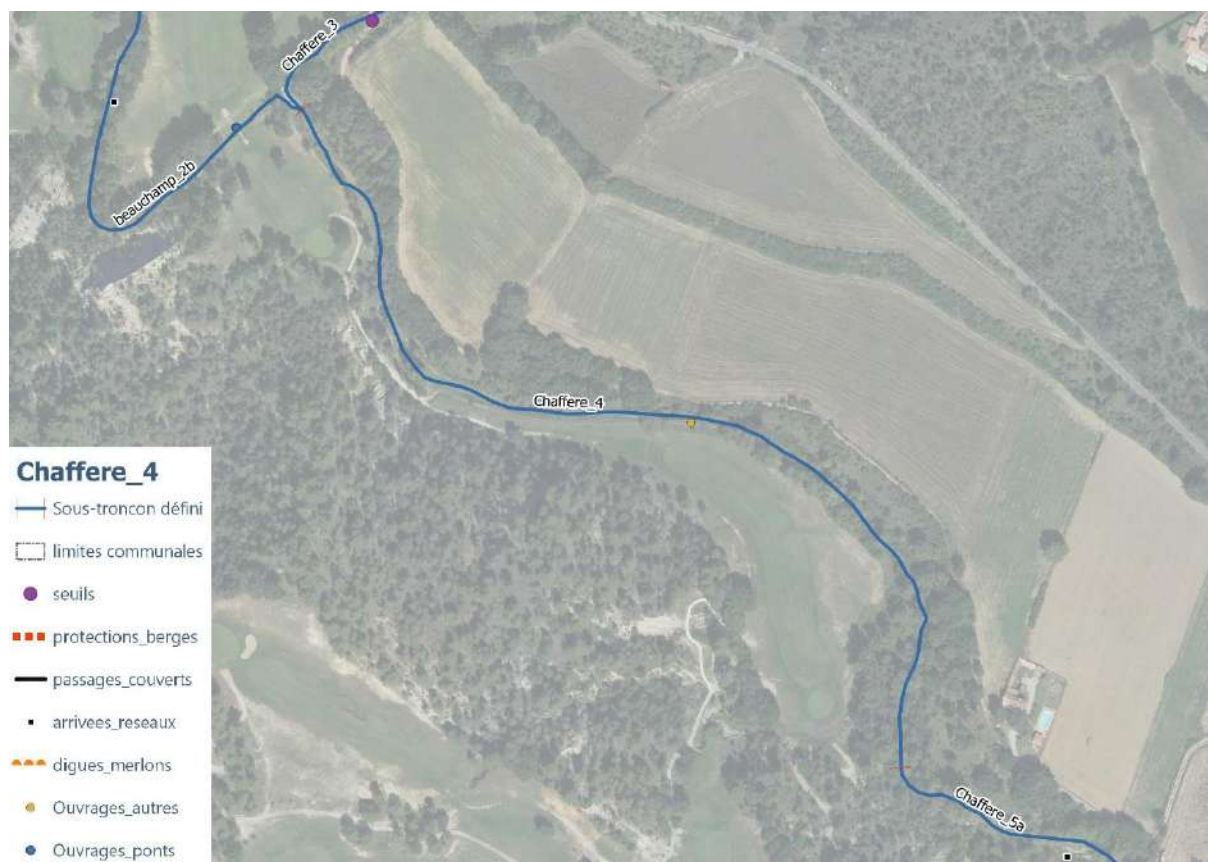 Chaffere_3
beauchamp_2b
Chaffere_4
Chaffere_5a
Chaffere_4
Sous-troncon défini
limites communales
seuils
protections_berges
passages_couverts
arrivees_reseaux
digues_merlons
Ouvrages_autres
Ouvrages_ponts